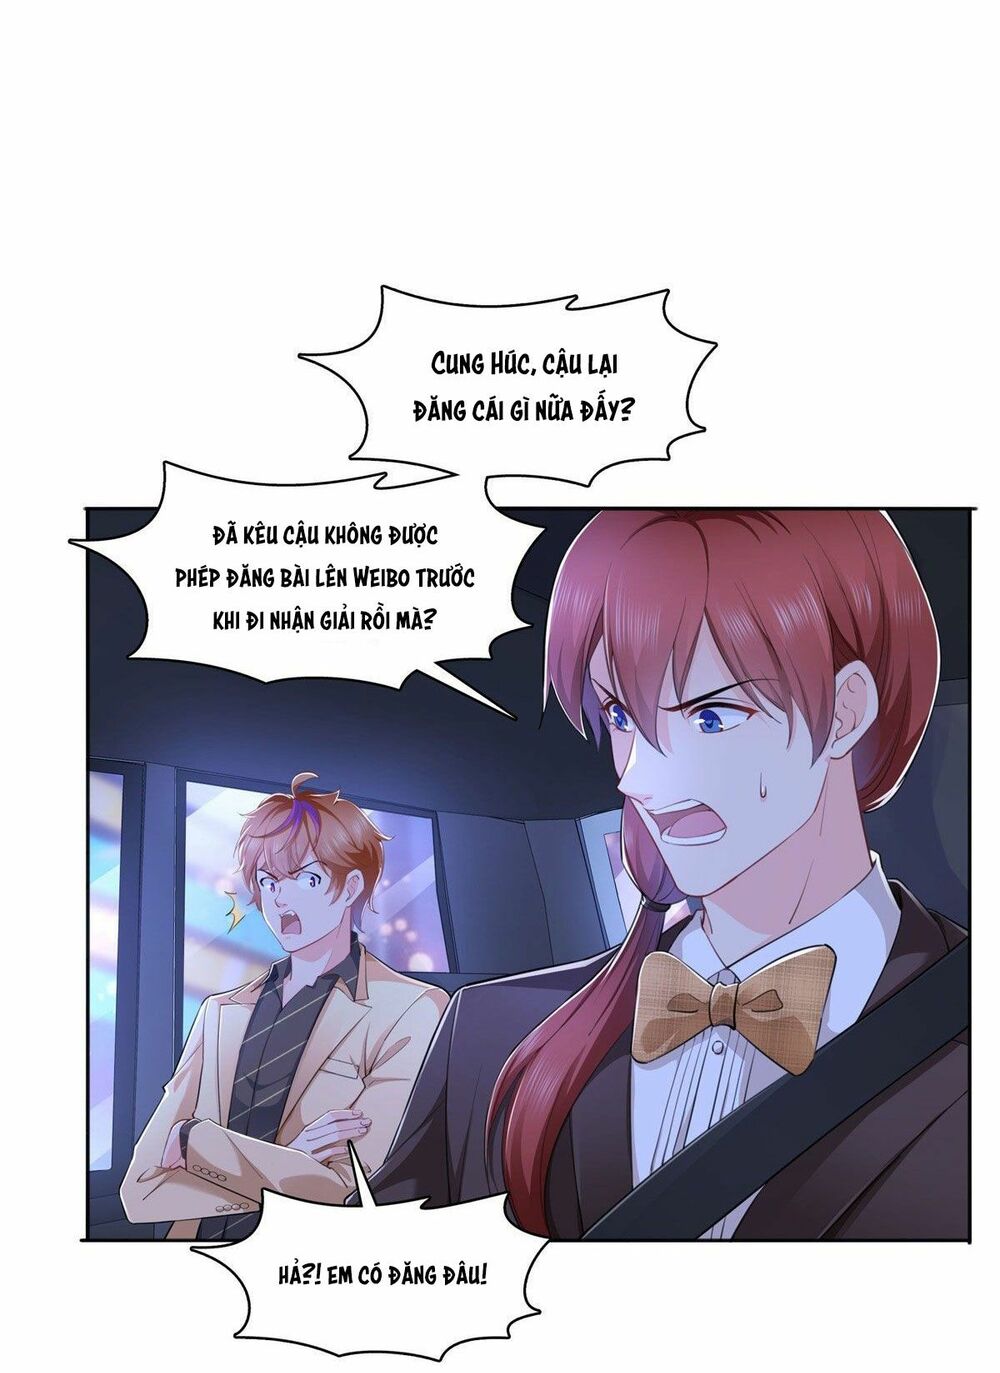 CUNG HÚC, CẬU LẠI
ĐĂNG CÁI GÌ NỮA ĐẤY?
ĐÃ KÊU CẬU KHÔNG ĐƯỢC
PHÉP ĐĂNG BÀI LÊN WEIBO TRƯỚC
KHI ĐI NHẬN GIẢI RỒI MÀ?
HẢ?! EM CÓ ĐĂNG ĐÂU!